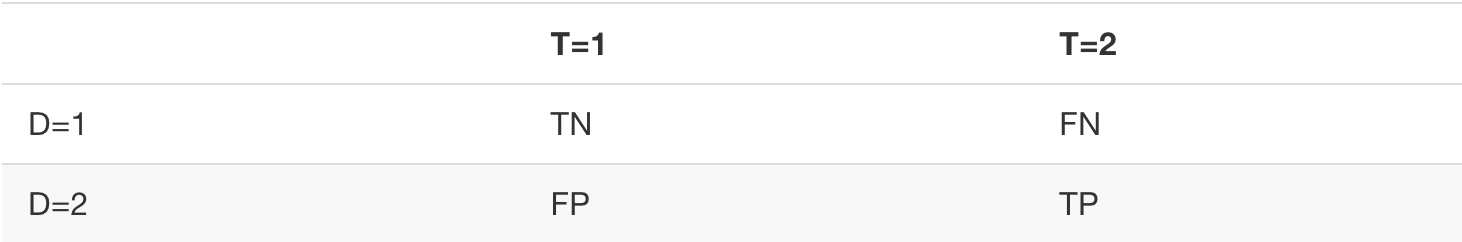 T=1 T=2
D=1 TN FN
D=2 FP TP